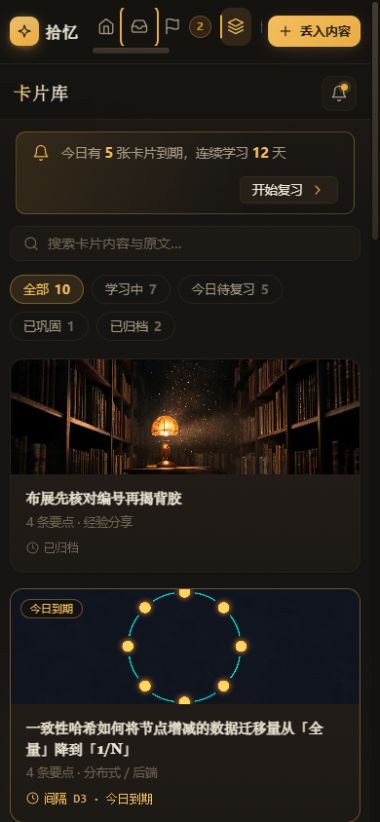 拾忆
2
丢入内容
卡片库
今日有 5 张卡片到期，连续学习 12 天
开始复习
搜索卡片内容与原文...
全部 10
学习中 7
今日待复习 5
已巩固 1
已归档 2
布展先核对编号再揭背胶
4 条要点 · 经验分享
已归档
今日到期
一致性哈希如何将节点增减的数据迁移量从「全
量」降到「1/N」
4 条要点 · 分布式 / 后端
间隔 D3 · 今日到期